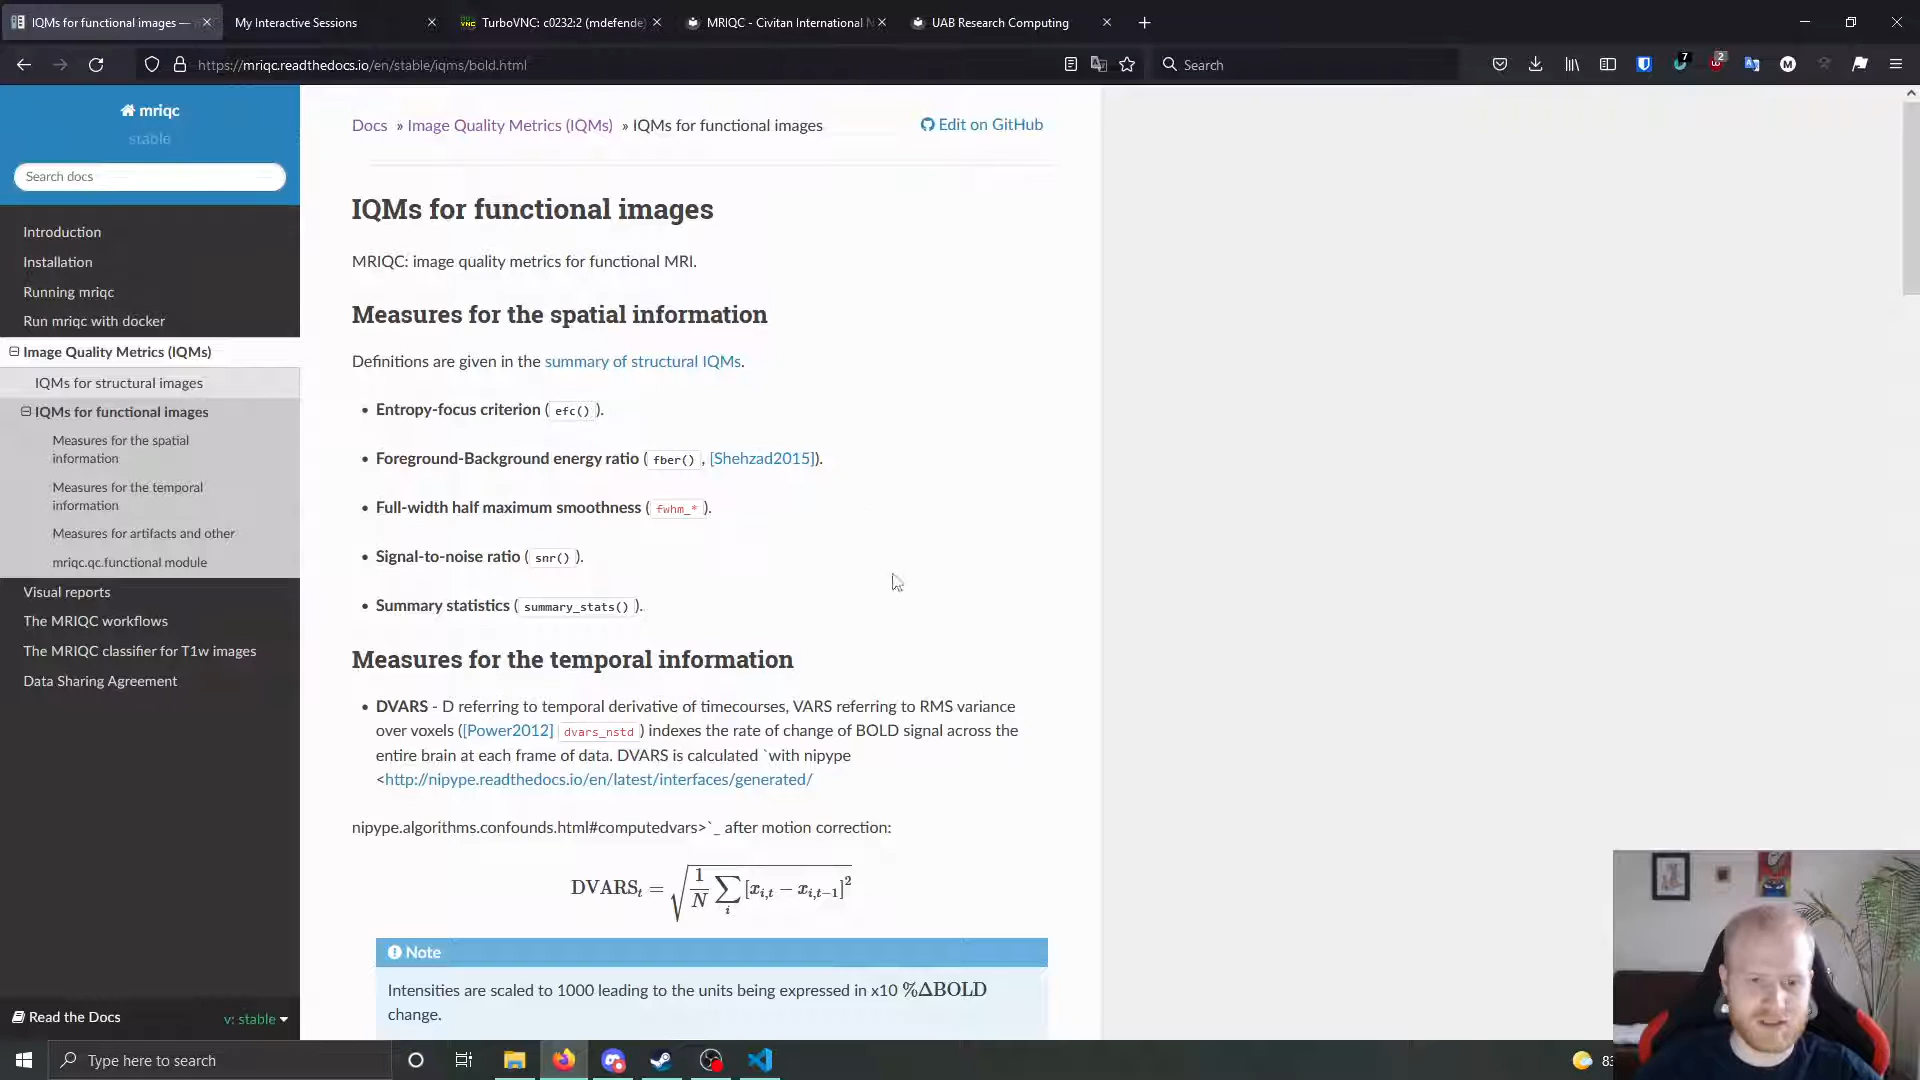 IQMs for functional images —
My Interactive Sessions
TurboVNC: c0232:2 (mdefende
MRIQC - Civitan International N
UAB Research Computing
https://mriqc.readthedocs.io/en/stable/iqms/bold.html
Search
7
2
M
mriqc
stable
Search docs
Introduction
Installation
Running mriqc
Run mriqc with docker
Image Quality Metrics (IQMs)
IQMs for structural images
IQMs for functional images
Measures for the spatial
information
Measures for the temporal
information
Measures for artifacts and other
mriqc.qc.functional module
Visual reports
The MRIQC workflows
The MRIQC classifier for T1w images
Data Sharing Agreement
Read the Docs
v: stable
Docs » Image Quality Metrics (IQMs) » IQMs for functional images
Edit on GitHub
IQMs for functional images
MRIQC: image quality metrics for functional MRI.
Measures for the spatial information
Definitions are given in the summary of structural IQMs.
• Entropy-focus criterion ( efc() ).
• Foreground-Background energy ratio ( fber() , [Shehzad2015]).
• Full-width half maximum smoothness ( fwhm_* ).
• Signal-to-noise ratio ( snr() ).
• Summary statistics ( summary_stats() ).
Measures for the temporal information
• DVARS - D referring to temporal derivative of timecourses, VARS referring to RMS variance
over voxels ([Power2012] dvars_nstd ) indexes the rate of change of BOLD signal across the
entire brain at each frame of data. DVARS is calculated `with nipype
<http://nipype.readthedocs.io/en/latest/interfaces/generated/
nipype.algorithms.confounds.html#computedvars>`_ after motion correction:
DVARS_t = √(1/N ∑_i [x_{i,t} − x_{i,t−1}]²)
Note
Intensities are scaled to 1000 leading to the units being expressed in x10 %ΔBOLD
change.
Type here to search